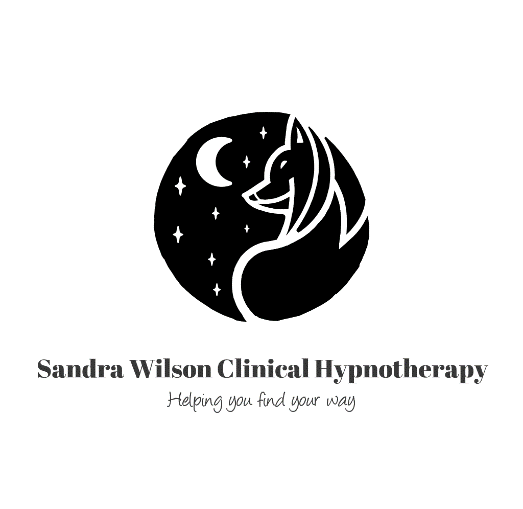 Sandra Wilson Clinical Hypnotherapy
Helping you find your way